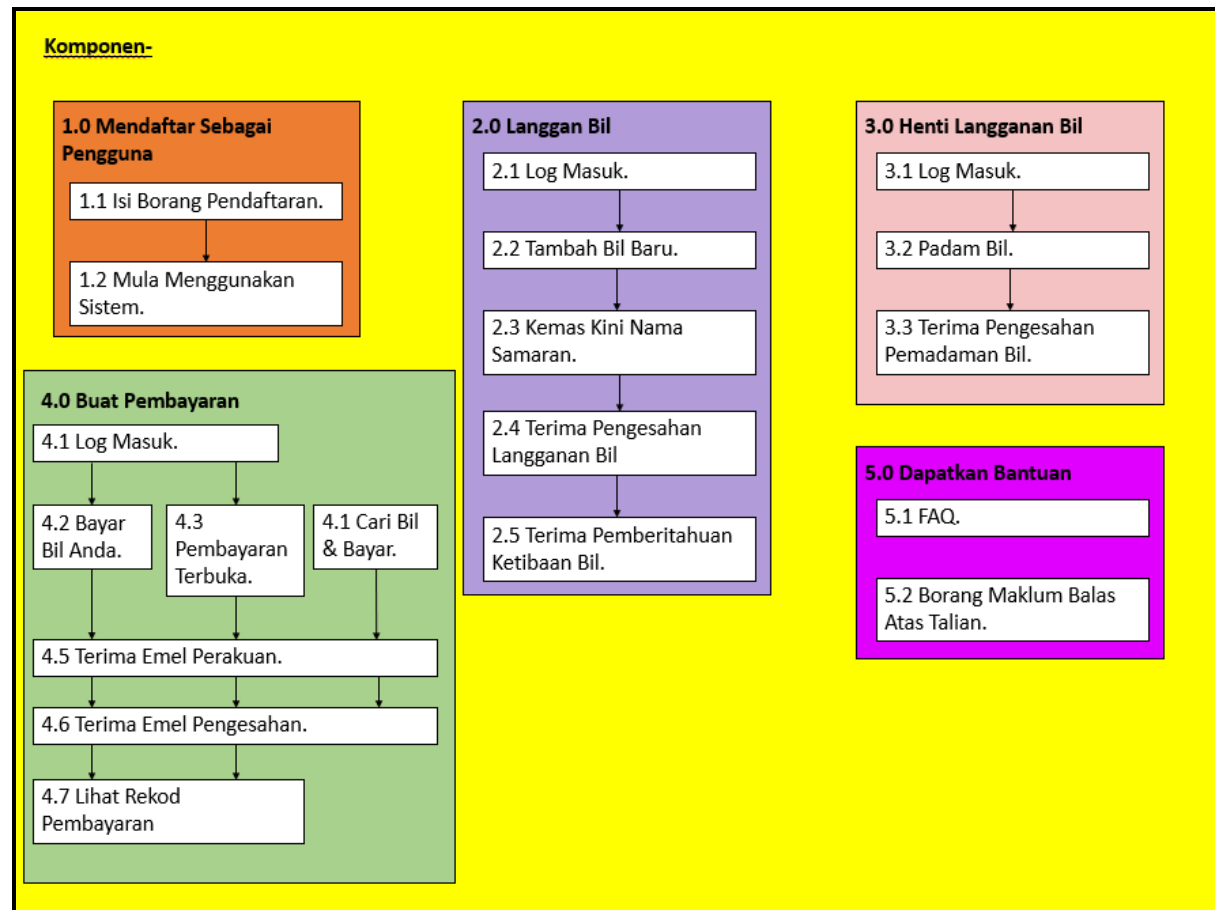 Komponen-
1.0 Mendaftar Sebagai
Pengguna
1.1 Isi Borang Pendaftaran.
1.2 Mula Menggunakan
Sistem.
2.0 Langgan Bil
2.1 Log Masuk.
2.2 Tambah Bil Baru.
2.3 Kemas Kini Nama
Samaran.
2.4 Terima Pengesahan
Langganan Bil
2.5 Terima Pemberitahuan
Ketibaan Bil.
3.0 Henti Langganan Bil
3.1 Log Masuk.
3.2 Padam Bil.
3.3 Terima Pengesahan
Pemadaman Bil.
4.0 Buat Pembayaran
4.1 Log Masuk.
4.2 Bayar
Bil Anda.
4.3
Pembayaran
Terbuka.
4.1 Cari Bil
& Bayar.
4.5 Terima Emel Perakuan.
4.6 Terima Emel Pengesahan.
4.7 Lihat Rekod
Pembayaran
5.0 Dapatkan Bantuan
5.1 FAQ.
5.2 Borang Maklum Balas
Atas Talian.